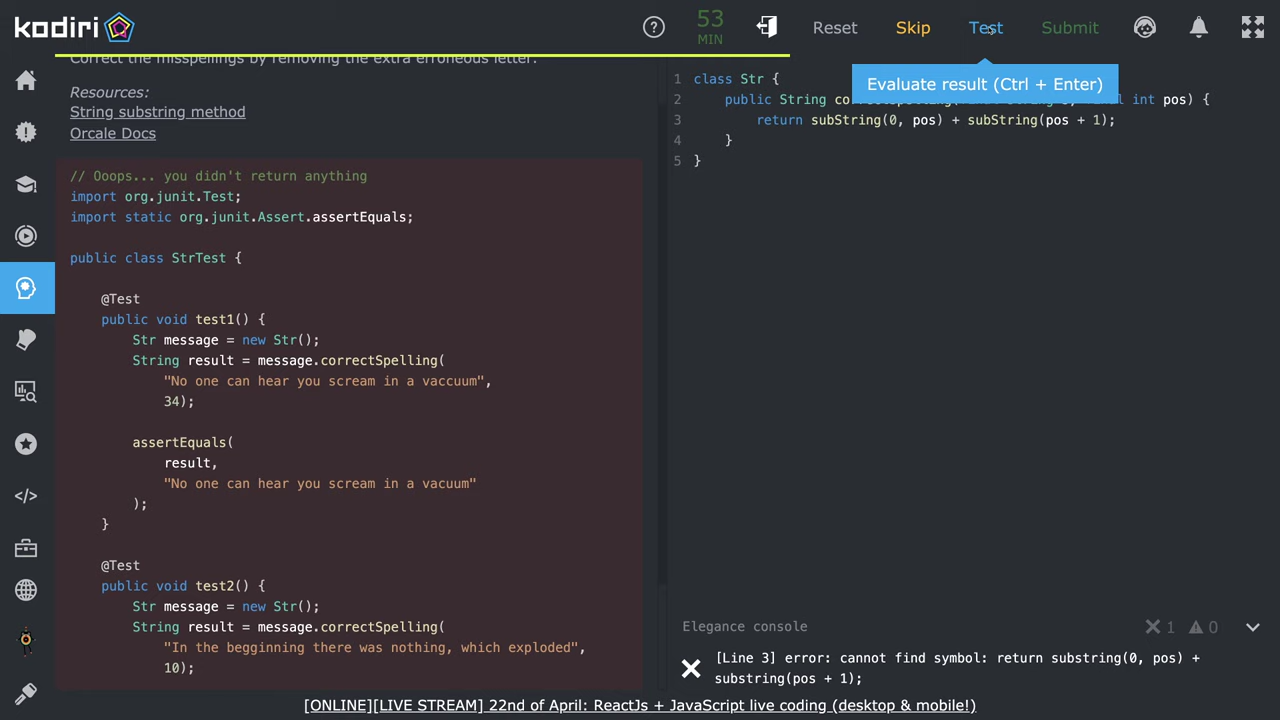 kodiri
53
MIN
Reset
Skip
Test
Submit
Evaluate result (Ctrl + Enter)
Correct the misspellings by removing the extra erroneous letter.
Resources:
String substring method
Orcale Docs
// Ooops... you didn't return anything
import org.junit.Test;
import static org.junit.Assert.assertEquals;
public class StrTest {
@Test
public void test1() {
Str message = new Str();
String result = message.correctSpelling(
"No one can hear you scream in a vaccuum",
34);
assertEquals(
result,
"No one can hear you scream in a vacuum"
);
}
@Test
public void test2() {
Str message = new Str();
String result = message.correctSpelling(
"In the begginning there was nothing, which exploded",
10);
1 class Str {
2 public String int pos) {
3 return subString(0, pos) + subString(pos + 1);
4 }
5 }
Elegance console
1 0
[Line 3] error: cannot find symbol: return substring(0, pos) +
substring(pos + 1);
[ONLINE][LIVE STREAM] 22nd of April: ReactJs + JavaScript live coding (desktop & mobile!)